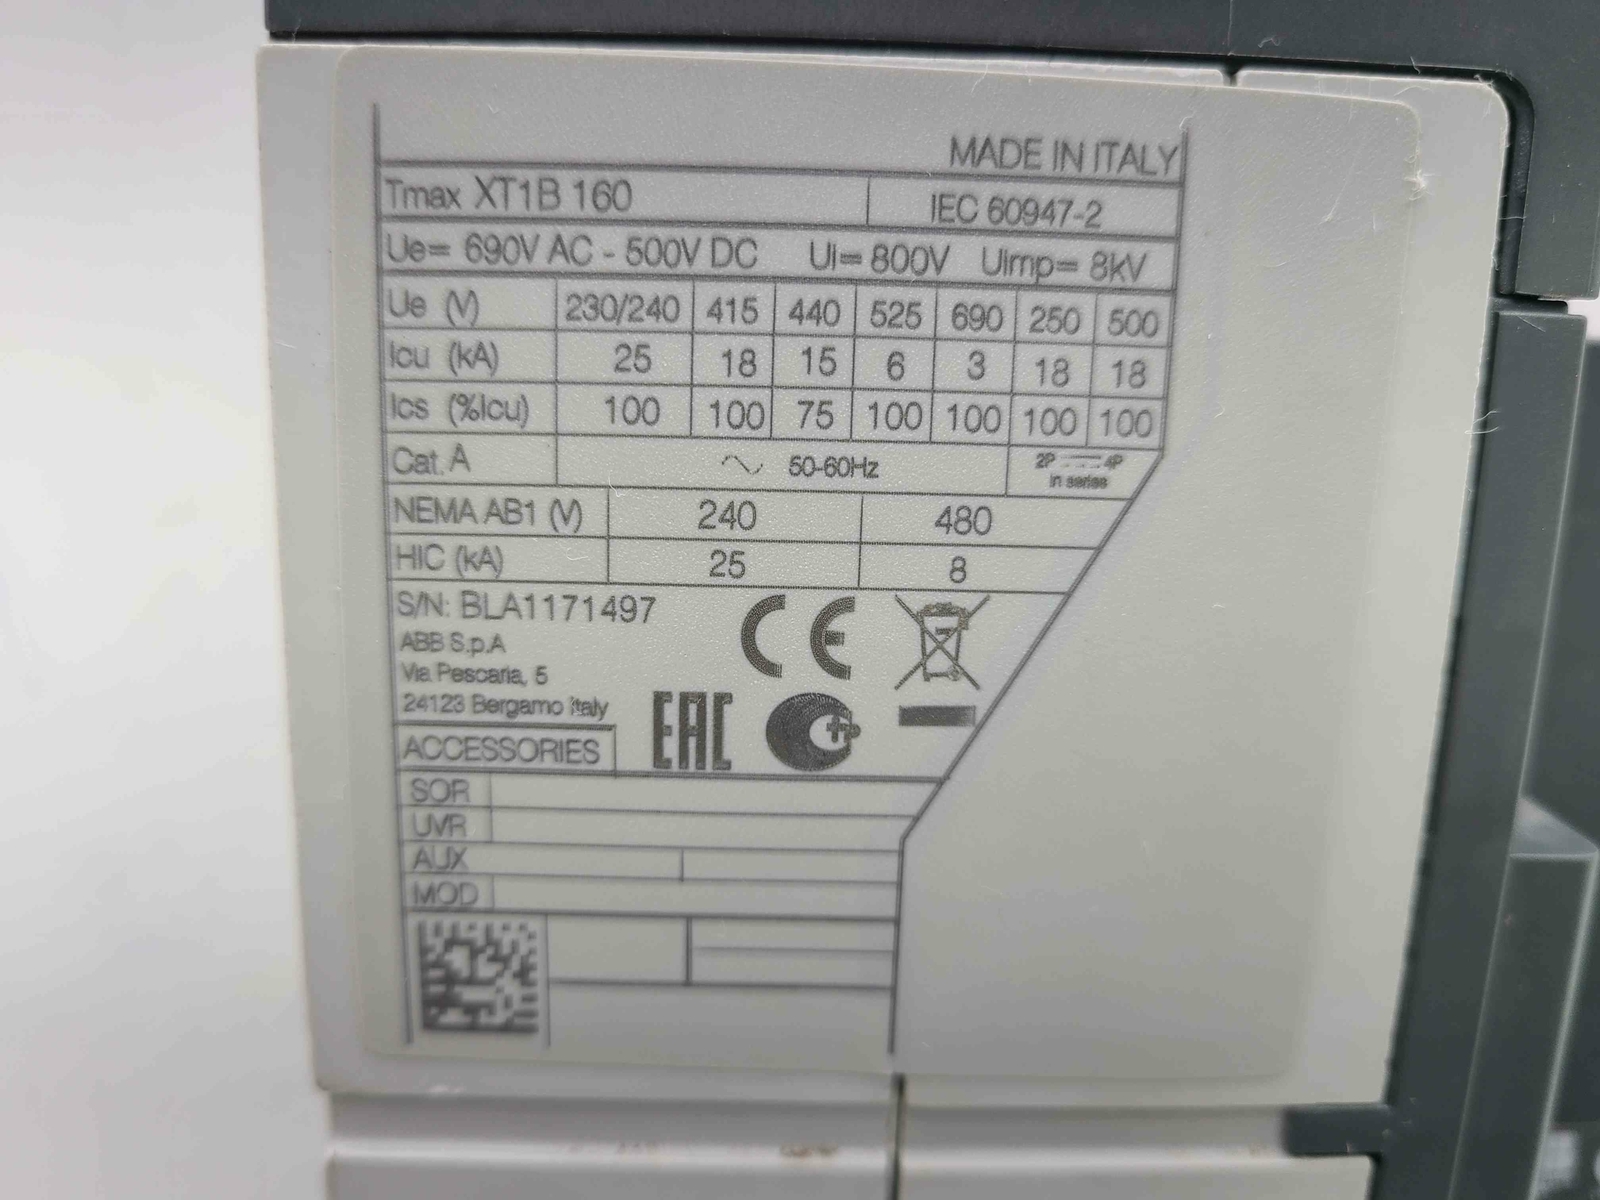 MADE IN ITALY
Tmax XT1B 160 IEC 60947-2
Ue= 690V AC - 500V DC Ui= 800V Uimp= 8kV
Ue (V) 230/240 415 440 525 690 250 500
Icu (kA) 25 18 15 6 3 18 18
Ics (%Icu) 100 100 75 100 100 100 100
Cat. A 50-60Hz 2P 4P
in series
NEMA AB1 (V) 240 480
HIC (kA) 25 8
S/N: BLA1171497
CE
ABB S.p.A
Via Pescaria, 5
24123 Bergamo Italy
EAC
ACCESSORIES
SOR
UVR
AUX
MOD